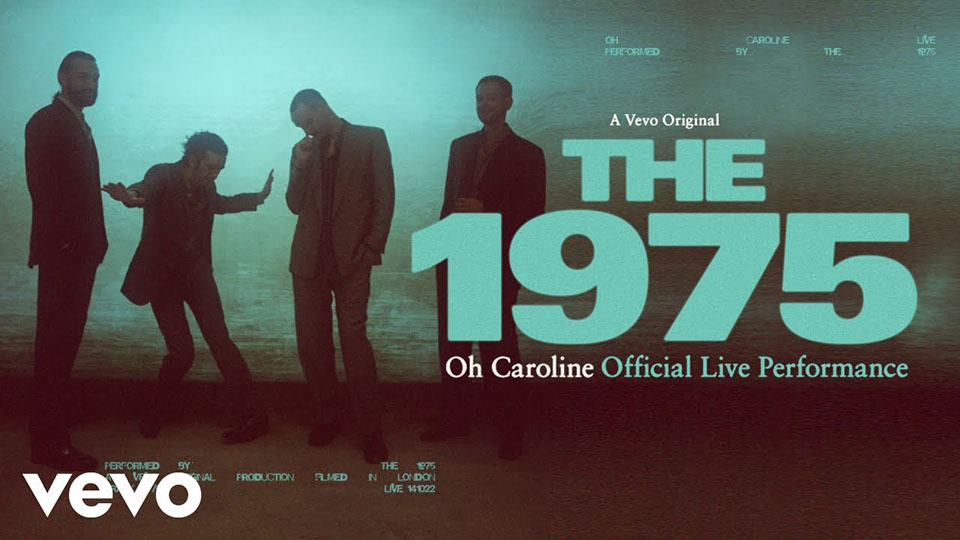 OH CAROLINE LIVE
PERFORMED BY THE 1975
A Vevo Original
THE
1975
Oh Caroline Official Live Performance
PERFORMED BY THE 1975
PRODUCTION FILMED IN LONDON
LIVE 141022
vevo